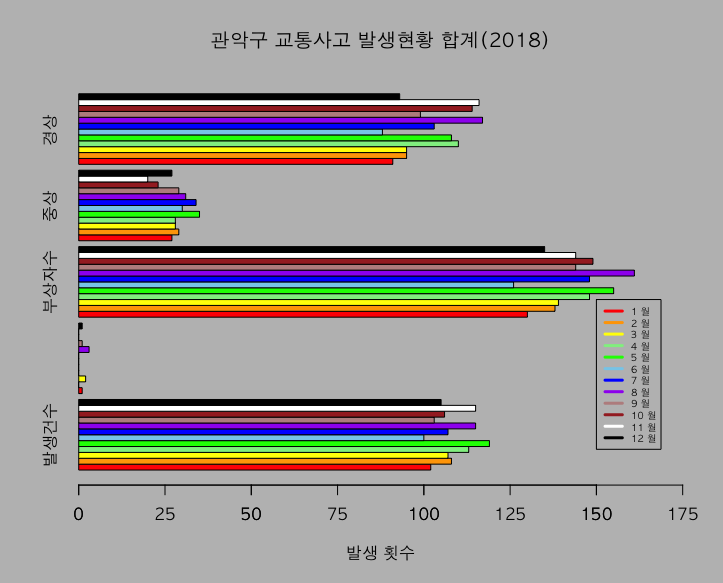 관악구 교통사고 발생현황 합계(2018)
경상
중상
부상자수
발생건수
1 월
2 월
3 월
4 월
5 월
6 월
7 월
8 월
9 월
10 월
11 월
12 월
0 25 50 75 100 125 150 175
발생 횟수